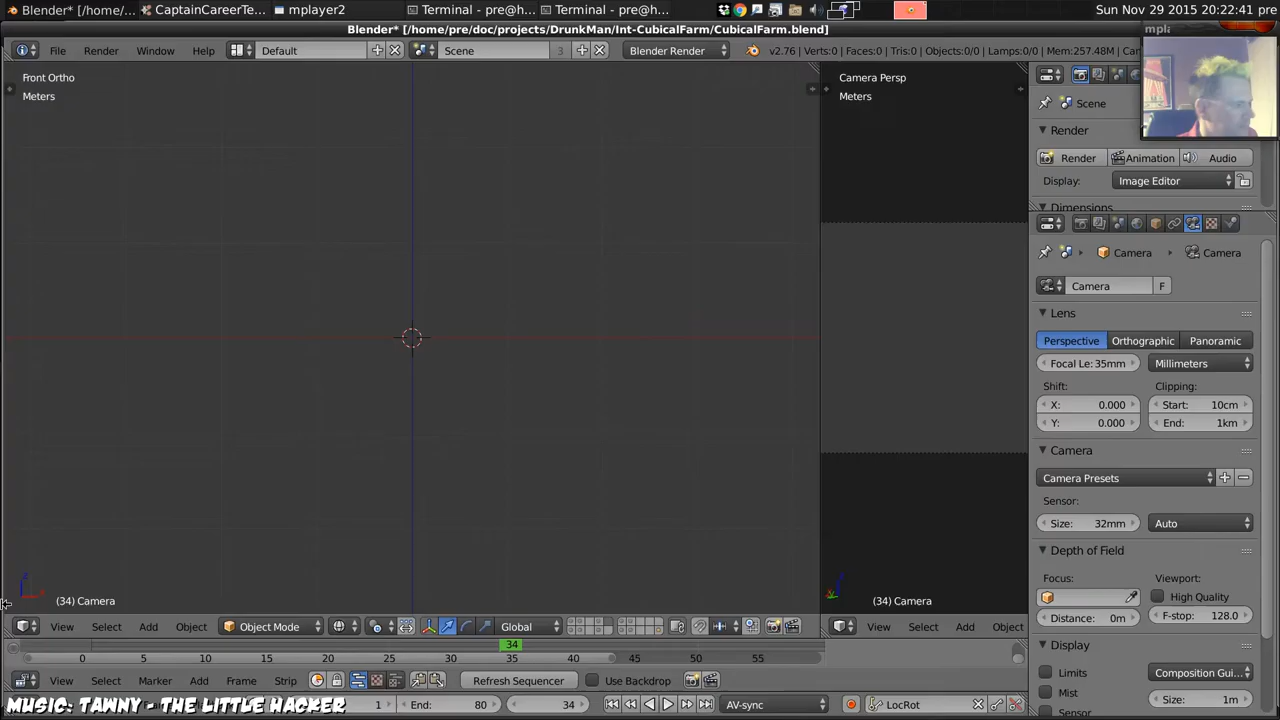 Blender* [/home/pre/... CaptainCareerTe... mplayer2 Terminal - pre@h... Terminal - pre@h... Sun Nov 29 2015 20:22:41 pre
Blender* [/home/pre/doc/projects/DrunkMan/Int-CubicalFarm/CubicalFarm.blend]
File Render Window Help Default Scene 3 Blender Render v2.76 | Verts:0 | Faces:0 | Tris:0 | Objects:0/0 | Lamps:0/0 | Mem:257.48M |
Front Ortho
Meters
Camera Persp
Meters
Scene
Render
Render Animation Audio
Display: Image Editor
Dimensions
Camera Camera
Camera F
Lens
Perspective Orthographic Panoramic
Focal Le: 35mm Millimeters
Shift: Clipping:
X: 0.000 Start: 10cm
Y: 0.000 End: 1km
Camera
Camera Presets
Sensor:
Size: 32mm Auto
Depth of Field
Focus: Viewport:
High Quality
Distance: 0m F-stop: 128.0
Display
Limits Composition Gui...
Mist
Size: 1m
Sensor
(34) Camera
(34) Camera
View Select Add Object Object Mode Global
View Select Add Object
34
0 5 10 15 20 25 30 35 40 45 50 55
View Select Marker Add Frame Strip Refresh Sequencer Use Backdrop
1 End: 80 34 AV-sync LocRot
MUSIC: TAWNY - THE LITTLE HACKER